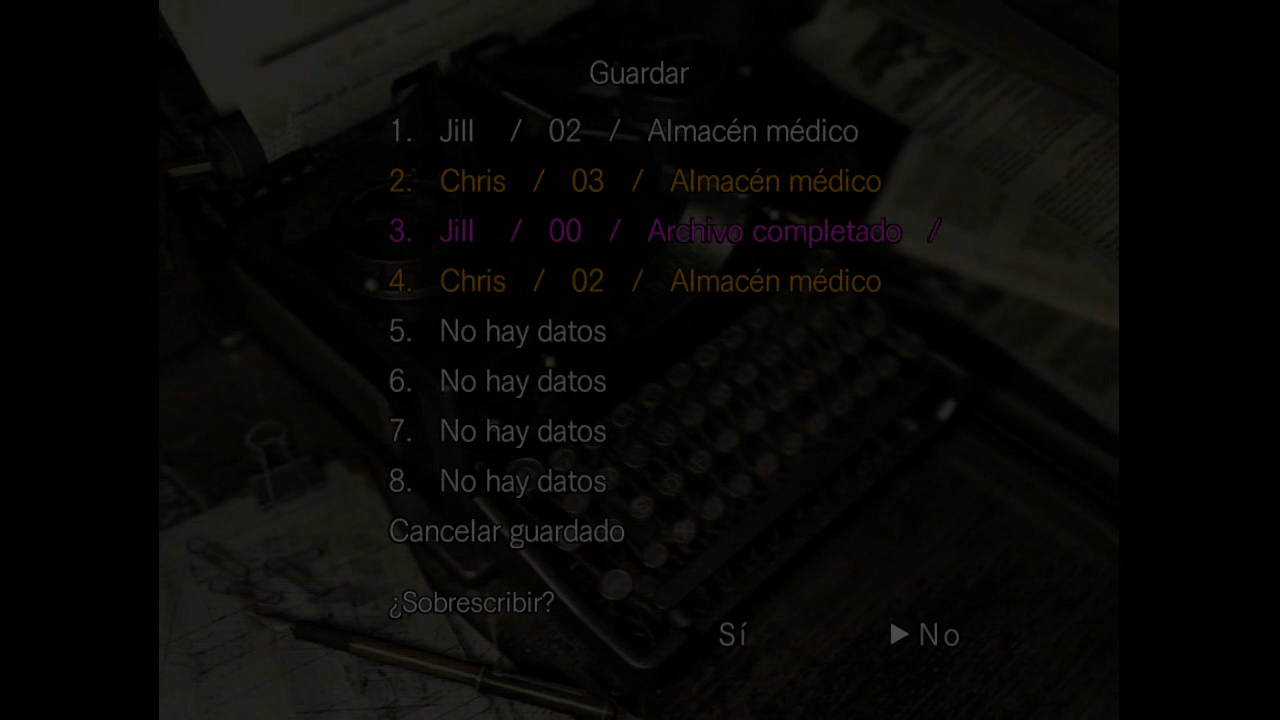 Guardar
1. Jill / 02 / Almacén médico
2. Chris / 03 / Almacén médico
3. Jill / 00 / Archivo completado /
4. Chris / 02 / Almacén médico
5. No hay datos
6. No hay datos
7. No hay datos
8. No hay datos
Cancelar guardado
¿Sobrescribir?
Sí ▶No